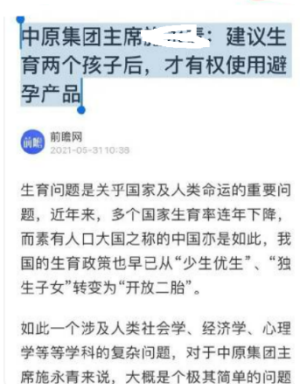 中原集团主席青：建议生
育两个孩子后，才有权使用避
孕产品
前瞻
前瞻网
2021-05-31 10:36
生育问题是关乎国家及人类命运的重要问
题，近年来，多个国家生育率连年下降，
而素有人口大国之称的中国亦是如此，我
国的生育政策也早已从“少生优生”、“独
生子女”转变为“开放二胎”。
如此一个涉及人类社会学、经济学、心理
学等等学科的复杂问题，对于中原集团主
席施永青来说，大概是个极其简单的问题